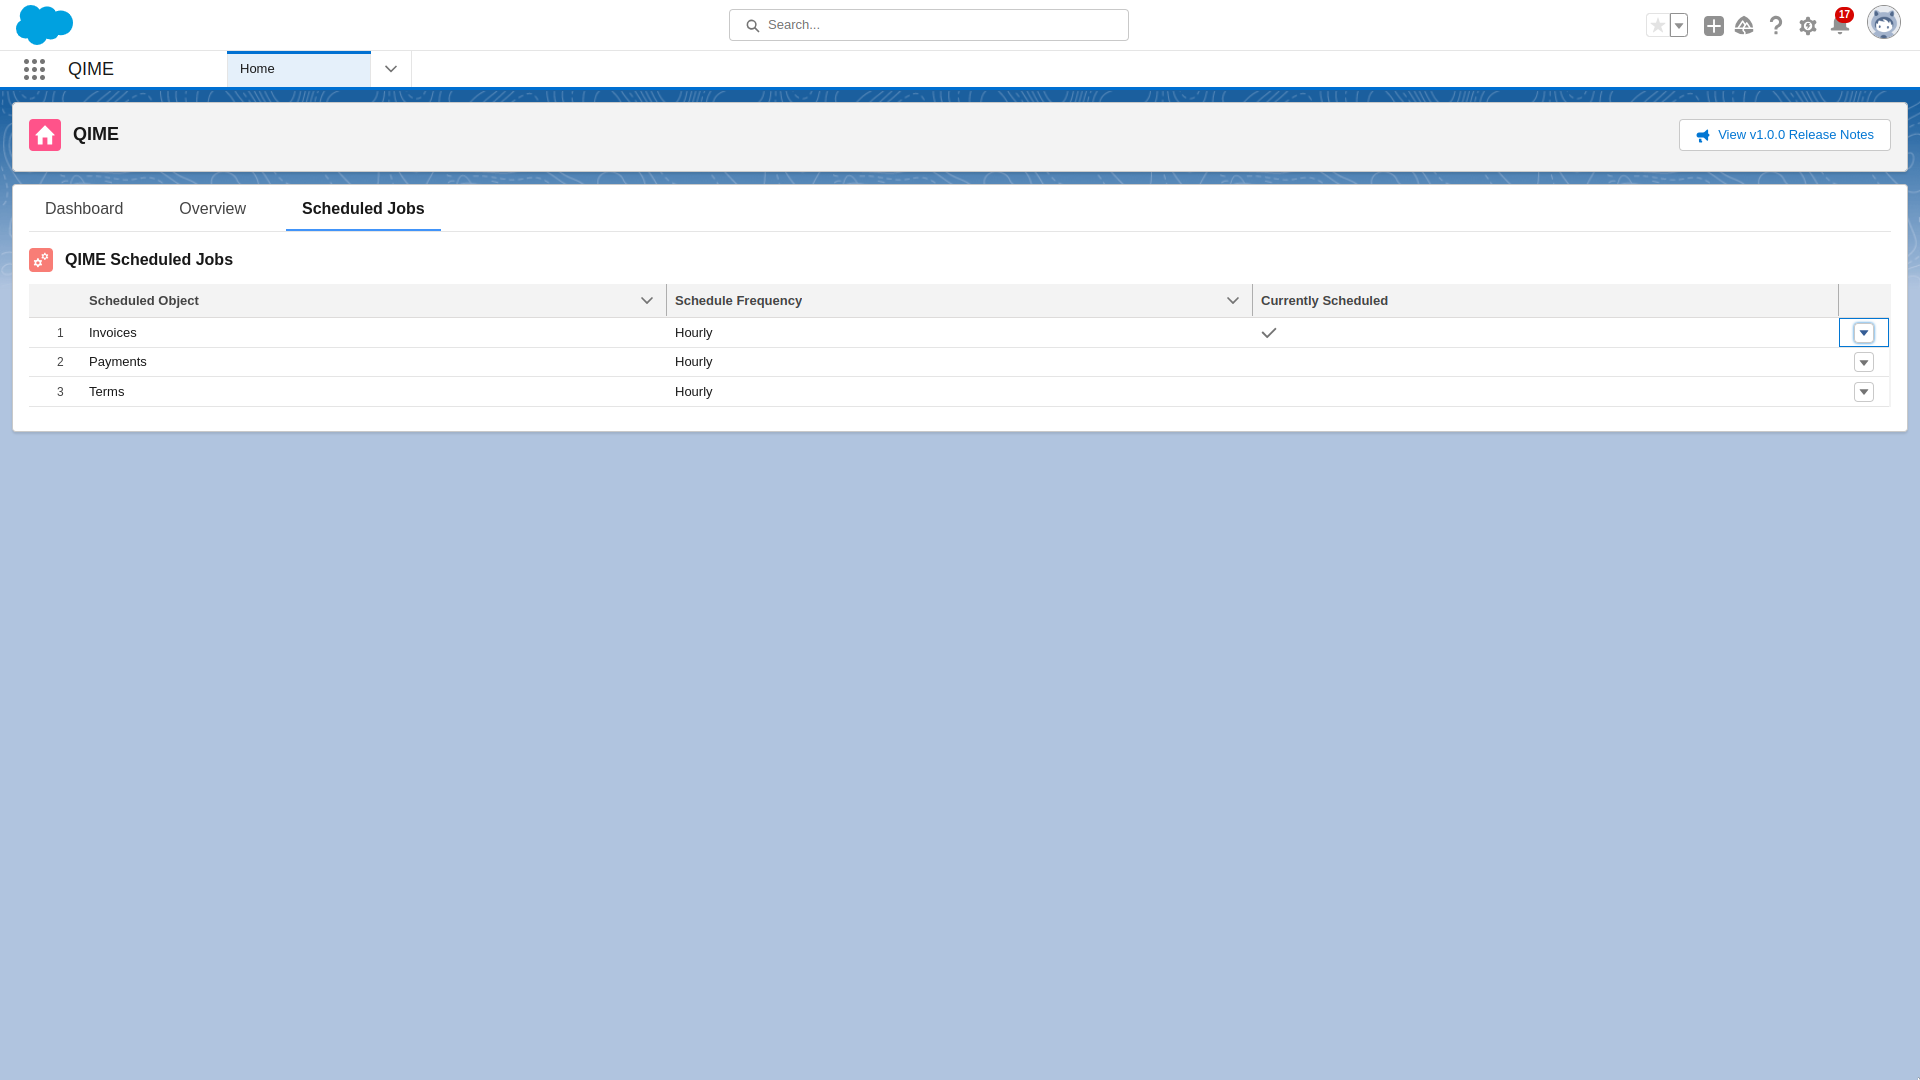 Search...
17
QIME
Home
QIME
View v1.0.0 Release Notes
Dashboard
Overview
Scheduled Jobs
QIME Scheduled Jobs
Scheduled Object
Schedule Frequency
Currently Scheduled
1 Invoices Hourly
2 Payments Hourly
3 Terms Hourly